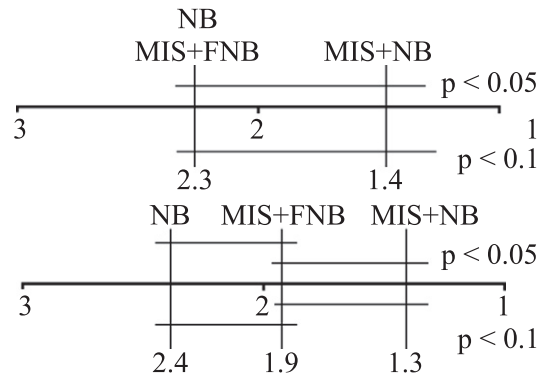 NB
MIS+FNB MIS+NB
p < 0.05
3 2 1
p < 0.1
2.3 1.4
NB MIS+FNB MIS+NB
p < 0.05
3 2 1
p < 0.1
2.4 1.9 1.3